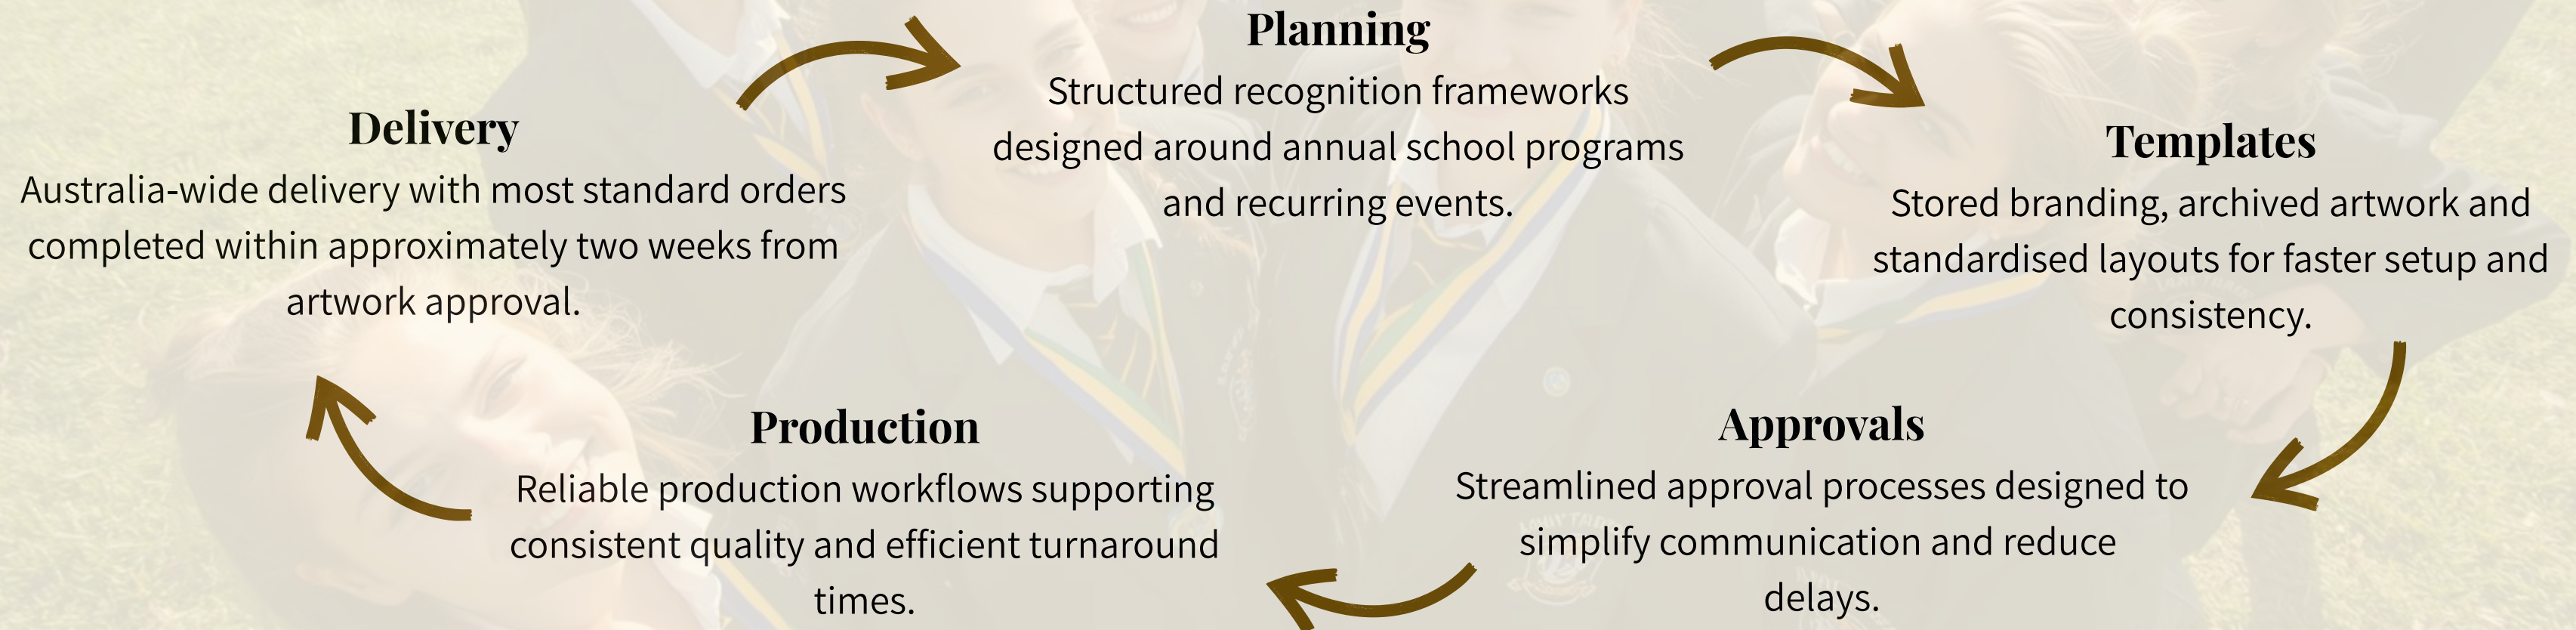 Planning
Structured recognition frameworks
designed around annual school programs
and recurring events.
Templates
Stored branding, archived artwork and
standardised layouts for faster setup and
consistency.
Approvals
Streamlined approval processes designed to
simplify communication and reduce
delays.
Production
Reliable production workflows supporting
consistent quality and efficient turnaround
times.
Delivery
Australia-wide delivery with most standard orders
completed within approximately two weeks from
artwork approval.